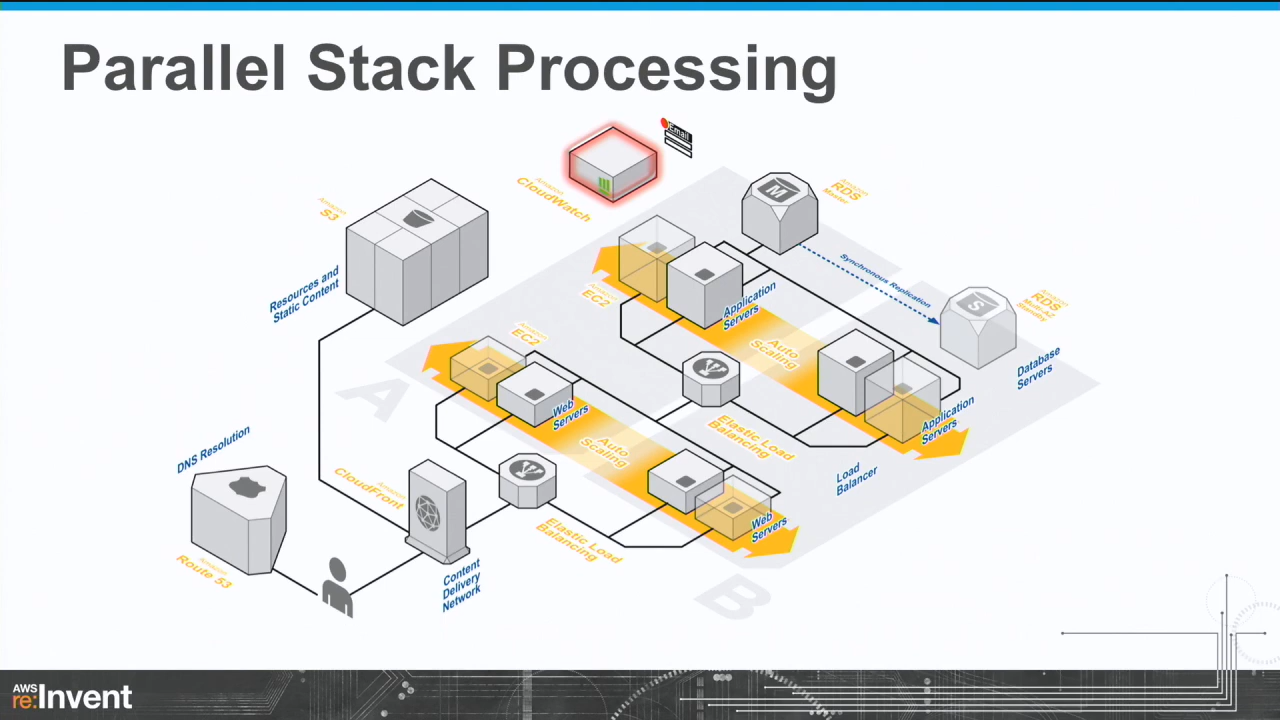 Parallel Stack Processing
Email
Amazon
CloudWatch
M
Amazon
RDS
Master
Amazon
S3
Resources and
Static Content
Synchronous Replication
Amazon
EC2
Application
Servers
S
Amazon
RDS
Multi-AZ
Standby
Database
Servers
Auto
Scaling
Amazon
EC2
Web
Servers
A
Elastic Load
Balancing
Application
Servers
Auto
Scaling
Load
Balancer
DNS Resolution
Amazon
CloudFront
Web
Servers
Elastic Load
Balancing
Amazon
Route 53
Content
Delivery
Network
B
AWS
re:Invent